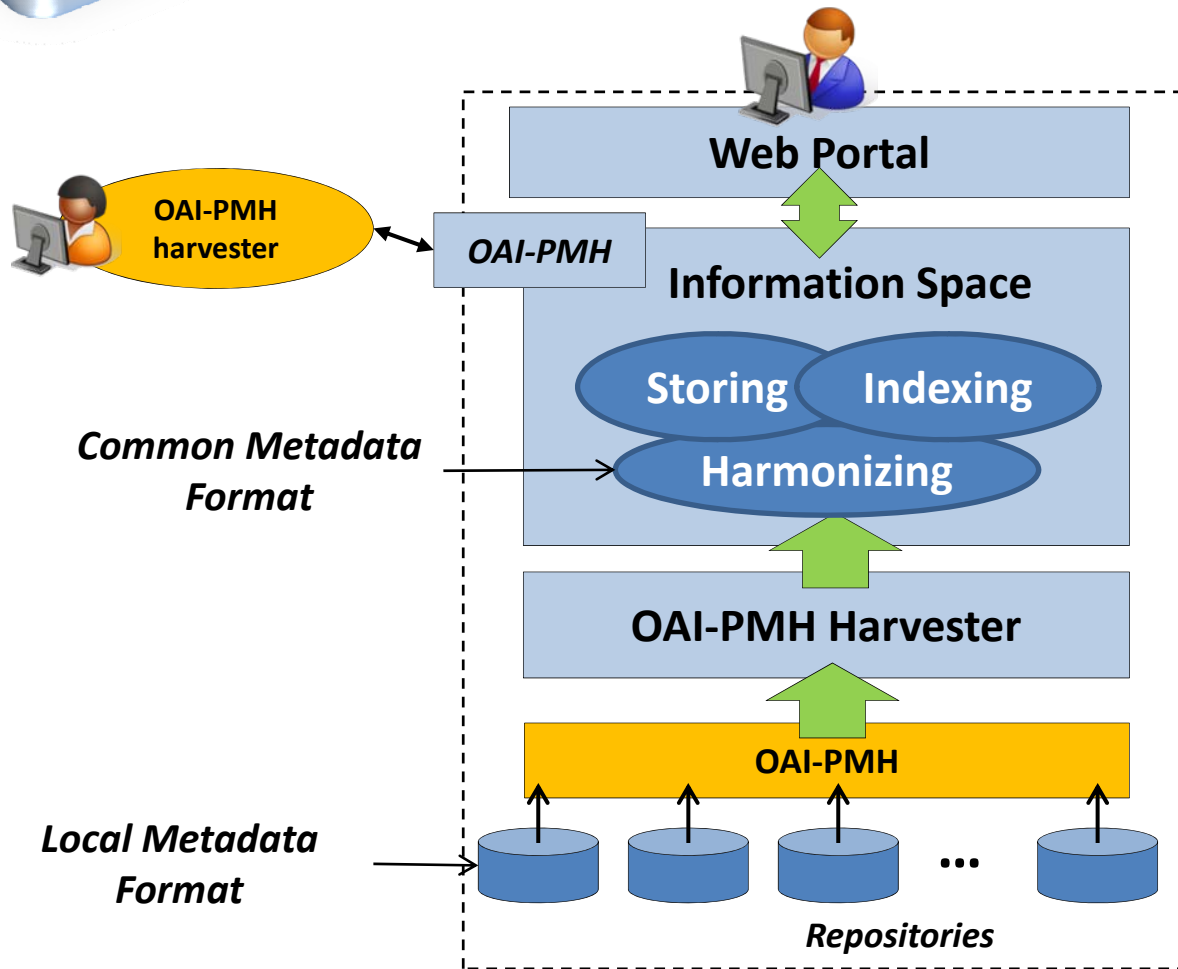 Web Portal
OAI-PMH
harvester
OAI-PMH
Information Space
Storing
Indexing
Common Metadata
Format
Harmonizing
OAI-PMH Harvester
OAI-PMH
Local Metadata
Format
...
Repositories